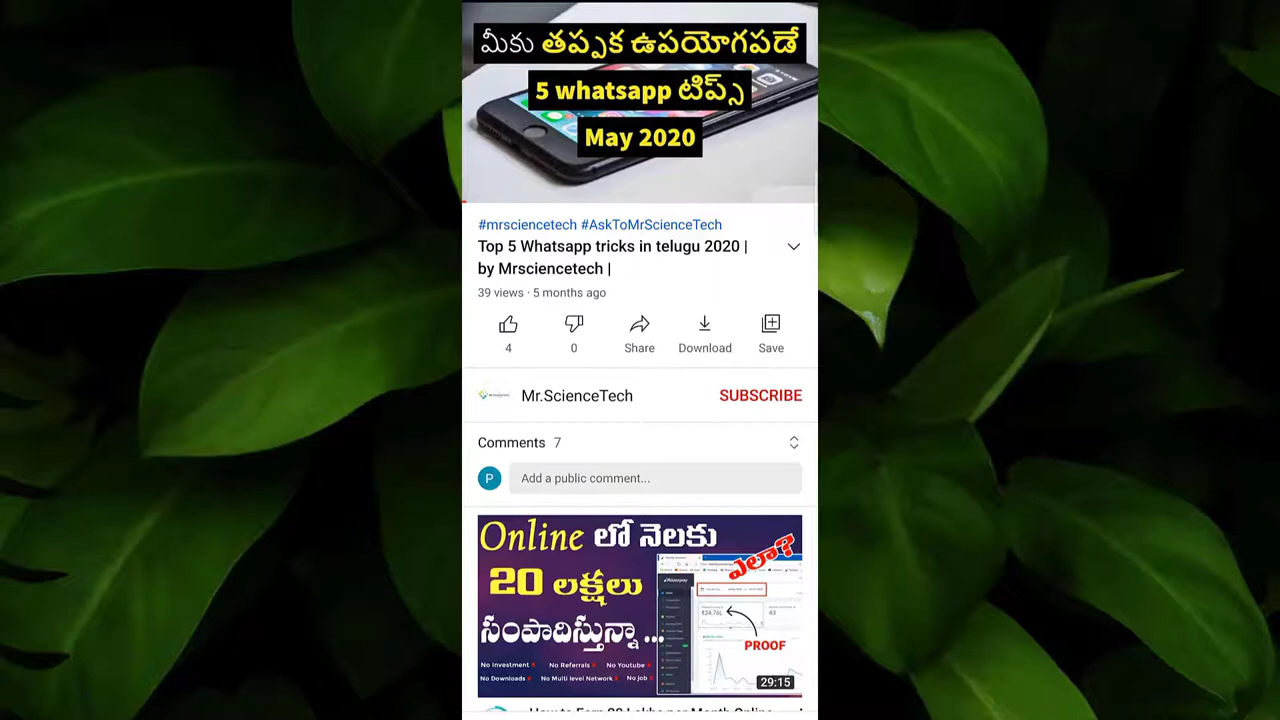 మీకు తప్పక ఉపయోగపడే
5 whatsapp టిప్స్
May 2020
#mrsciencetech #AskToMrScienceTech
Top 5 Whatsapp tricks in telugu 2020 |
by Mrsciencetech |
39 views · 5 months ago
4
0
Share
Download
Save
Mr.ScienceTech
SUBSCRIBE
Comments 7
P
Add a public comment...
Online లో నెలకు
20 లక్షలు
సంపాదిస్తున్నా ...
ఎలా?
PROOF
No Investment
No Referrals
No Youtube
No Downloads
No Multi level Network
No job
29:15